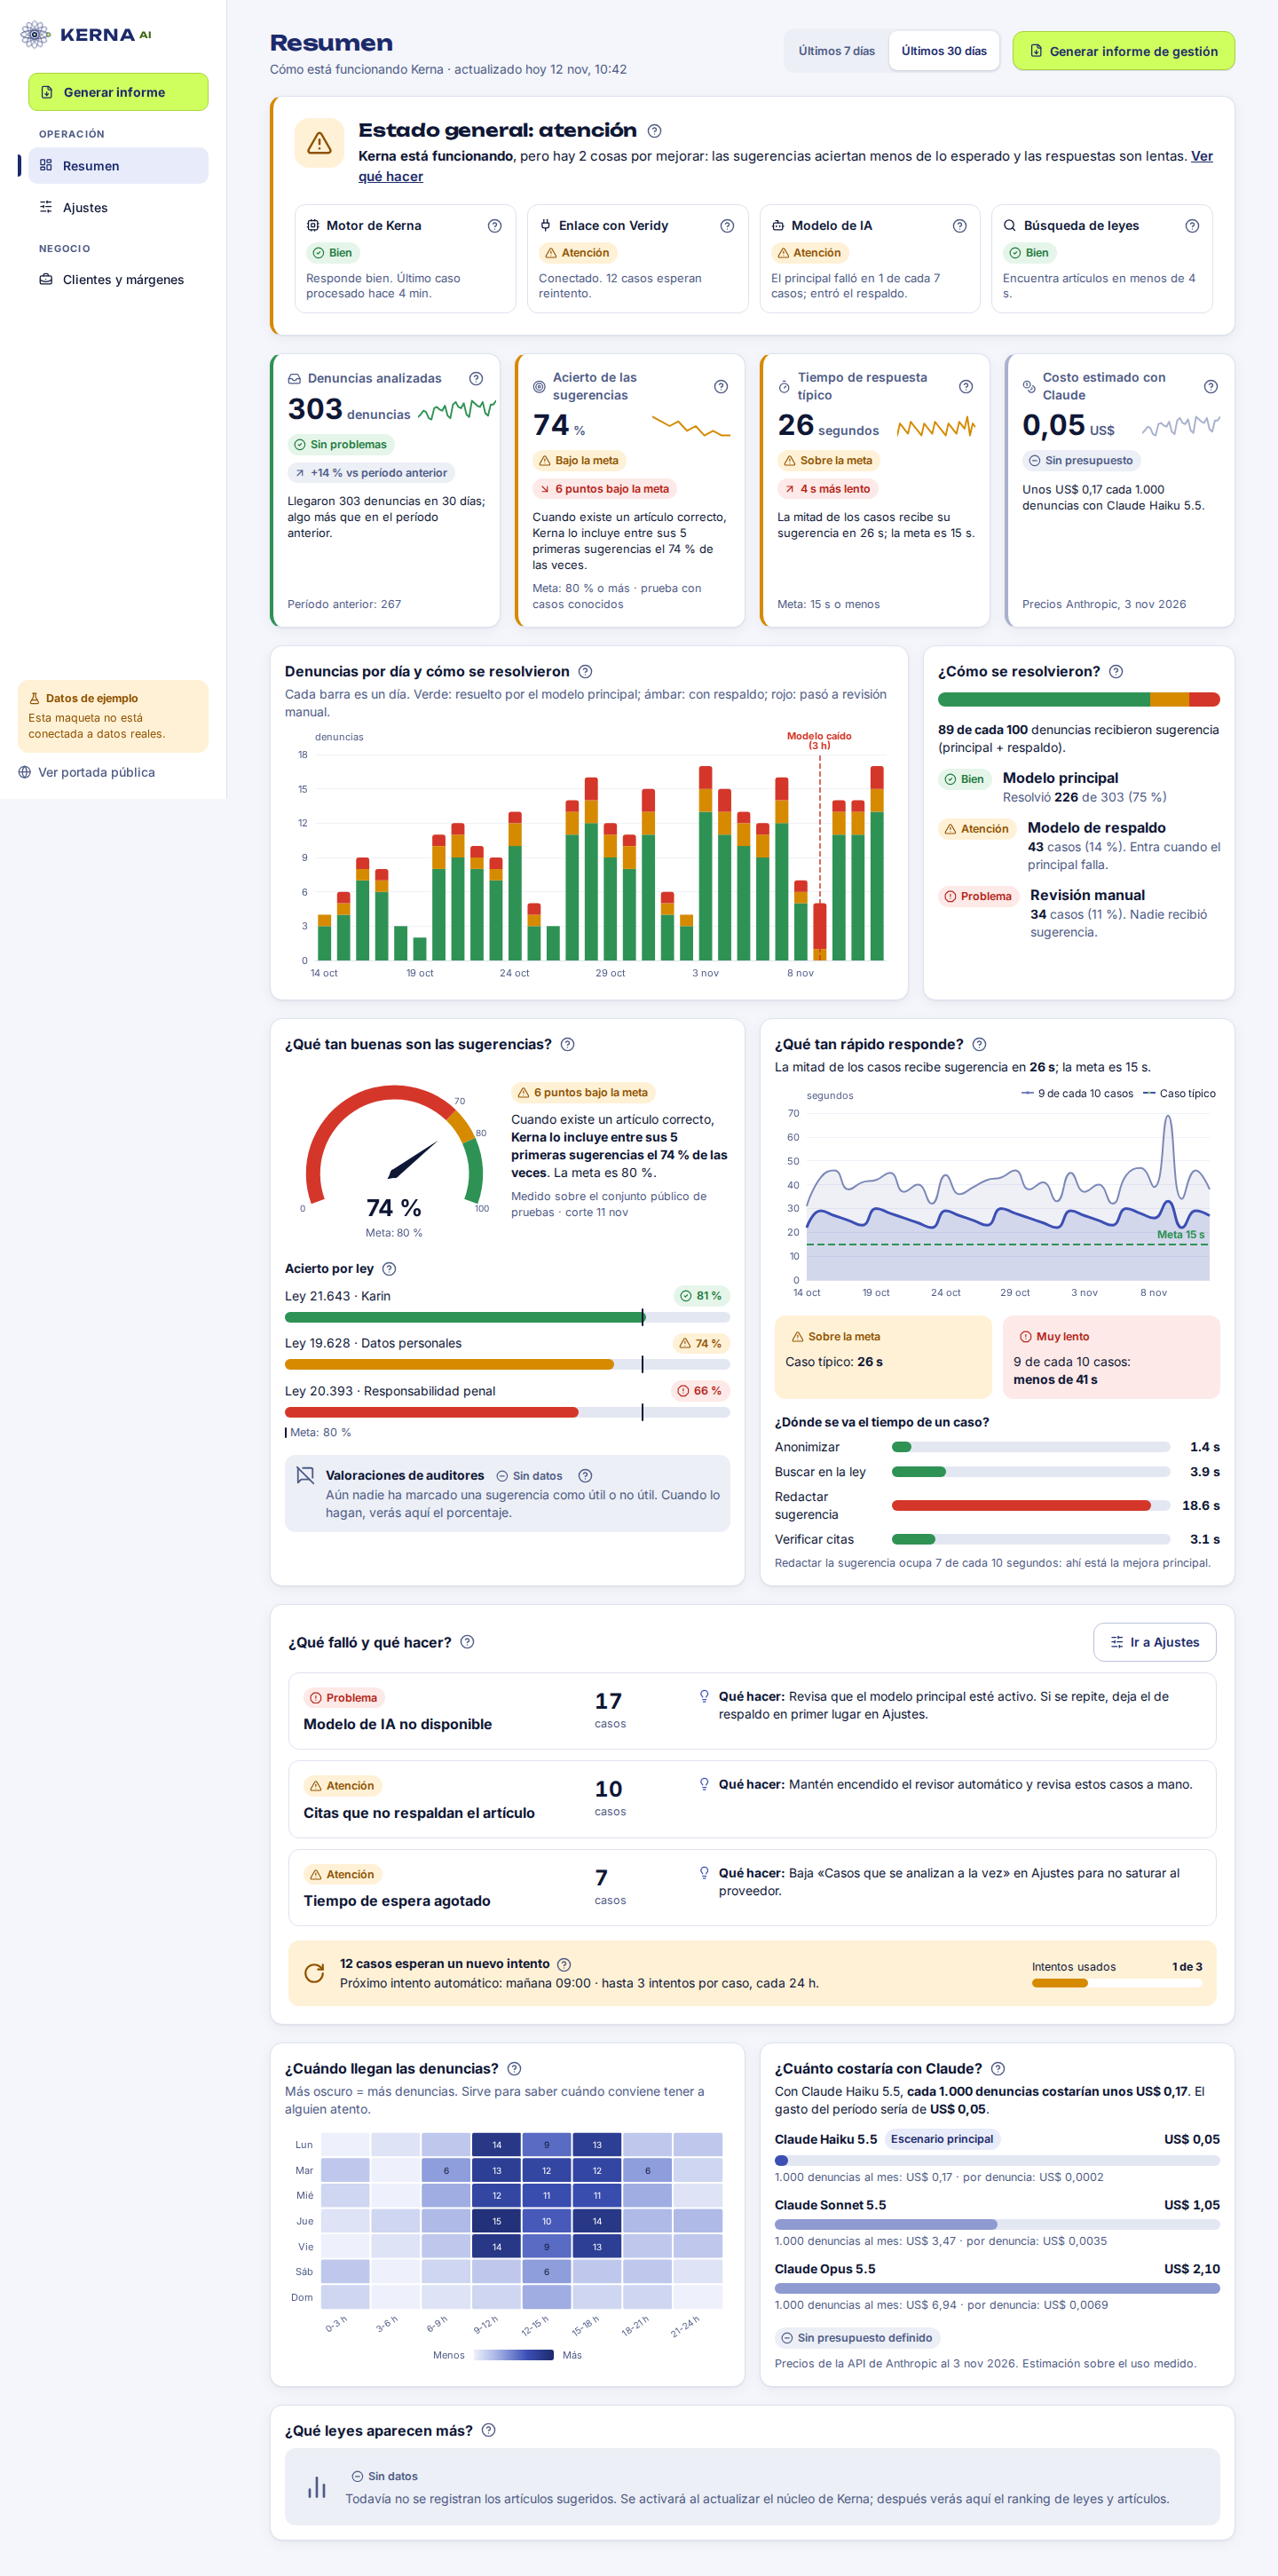 KERNA AI
Generar informe
OPERACIÓN
Resumen
Ajustes
NEGOCIO
Clientes y márgenes
Datos de ejemplo
Esta maqueta no está
conectada a datos reales.
Ver portada pública
Resumen
Cómo está funcionando Kerna · actualizado hoy 12 nov, 10:42
Últimos 7 días
Últimos 30 días
Generar informe de gestión
Estado general: atención
Kerna está funcionando, pero hay 2 cosas por mejorar: las sugerencias aciertan menos de lo esperado y las respuestas son lentas. Ver
qué hacer
Motor de Kerna
Bien
Responde bien. Último caso
procesado hace 4 min.
Enlace con Veridy
Atención
Conectado. 12 casos esperan
reintento.
Modelo de IA
Atención
El principal falló en 1 de cada 7
casos; entró el respaldo.
Búsqueda de leyes
Bien
Encuentra artículos en menos de 4
s.
Denuncias analizadas
303 denuncias
Sin problemas
+14 % vs período anterior
Llegaron 303 denuncias en 30 días;
algo más que en el período
anterior.
Período anterior: 267
Acierto de las
sugerencias
74 %
Bajo la meta
6 puntos bajo la meta
Cuando existe un artículo correcto,
Kerna lo incluye entre sus 5
primeras sugerencias el 74 % de
las veces.
Meta: 80 % o más · prueba con
casos conocidos
Tiempo de respuesta
típico
26 segundos
Sobre la meta
4 s más lento
La mitad de los casos recibe su
sugerencia en 26 s; la meta es 15 s.
Meta: 15 s o menos
Costo estimado con
Claude
0,05 US$
Sin presupuesto
Unos US$ 0,17 cada 1.000
denuncias con Claude Haiku 5.5.
Precios Anthropic, 3 nov 2026
Denuncias por día y cómo se resolvieron
Cada barra es un día. Verde: resuelto por el modelo principal; ámbar: con respaldo; rojo: pasó a revisión
manual.
denuncias
Modelo caído
(3 h)
18
15
12
9
6
3
0
14 oct
19 oct
24 oct
29 oct
3 nov
8 nov
¿Cómo se resolvieron?
89 de cada 100 denuncias recibieron sugerencia
(principal + respaldo).
Bien
Modelo principal
Resolvió 226 de 303 (75 %)
Atención
Modelo de respaldo
43 casos (14 %). Entra cuando el
principal falla.
Problema
Revisión manual
34 casos (11 %). Nadie recibió
sugerencia.
¿Qué tan buenas son las sugerencias?
0
70
80
100
74 %
Meta: 80 %
6 puntos bajo la meta
Cuando existe un artículo correcto,
Kerna lo incluye entre sus 5
primeras sugerencias el 74 % de las
veces. La meta es 80 %.
Medido sobre el conjunto público de
pruebas · corte 11 nov
Acierto por ley
Ley 21.643 · Karin
81 %
Ley 19.628 · Datos personales
74 %
Ley 20.393 · Responsabilidad penal
66 %
Meta: 80 %
Valoraciones de auditores
Sin datos
Aún nadie ha marcado una sugerencia como útil o no útil. Cuando lo
hagan, verás aquí el porcentaje.
¿Qué tan rápido responde?
La mitad de los casos recibe sugerencia en 26 s; la meta es 15 s.
segundos
9 de cada 10 casos
Caso típico
70
60
50
40
30
20
10
0
Meta 15 s
14 oct
19 oct
24 oct
29 oct
3 nov
8 nov
Sobre la meta
Caso típico: 26 s
Muy lento
9 de cada 10 casos:
menos de 41 s
¿Dónde se va el tiempo de un caso?
Anonimizar
1.4 s
Buscar en la ley
3.9 s
Redactar
sugerencia
18.6 s
Verificar citas
3.1 s
Redactar la sugerencia ocupa 7 de cada 10 segundos: ahí está la mejora principal.
¿Qué falló y qué hacer?
Ir a Ajustes
Problema
Modelo de IA no disponible
17
casos
Qué hacer: Revisa que el modelo principal esté activo. Si se repite, deja el de
respaldo en primer lugar en Ajustes.
Atención
Citas que no respaldan el artículo
10
casos
Qué hacer: Mantén encendido el revisor automático y revisa estos casos a mano.
Atención
Tiempo de espera agotado
7
casos
Qué hacer: Baja «Casos que se analizan a la vez» en Ajustes para no saturar al
proveedor.
12 casos esperan un nuevo intento
Próximo intento automático: mañana 09:00 · hasta 3 intentos por caso, cada 24 h.
Intentos usados
1 de 3
¿Cuándo llegan las denuncias?
Más oscuro = más denuncias. Sirve para saber cuándo conviene tener a
alguien atento.
Lun 14 9 13
Mar 6 13 12 12 6
Mié 12 11 11
Jue 15 10 14
Vie 14 9 13
Sáb 6
Dom
0-3 h
3-6 h
6-9 h
9-12 h
12-15 h
15-18 h
18-21 h
21-24 h
Menos
Más
¿Cuánto costaría con Claude?
Con Claude Haiku 5.5, cada 1.000 denuncias costarían unos US$ 0,17. El
gasto del período sería de US$ 0,05.
Claude Haiku 5.5
Escenario principal
US$ 0,05
1.000 denuncias al mes: US$ 0,17 · por denuncia: US$ 0,0002
Claude Sonnet 5.5
US$ 1,05
1.000 denuncias al mes: US$ 3,47 · por denuncia: US$ 0,0035
Claude Opus 5.5
US$ 2,10
1.000 denuncias al mes: US$ 6,94 · por denuncia: US$ 0,0069
Sin presupuesto definido
Precios de la API de Anthropic al 3 nov 2026. Estimación sobre el uso medido.
¿Qué leyes aparecen más?
Sin datos
Todavía no se registran los artículos sugeridos. Se activará al actualizar el núcleo de Kerna; después verás aquí el ranking de leyes y artículos.